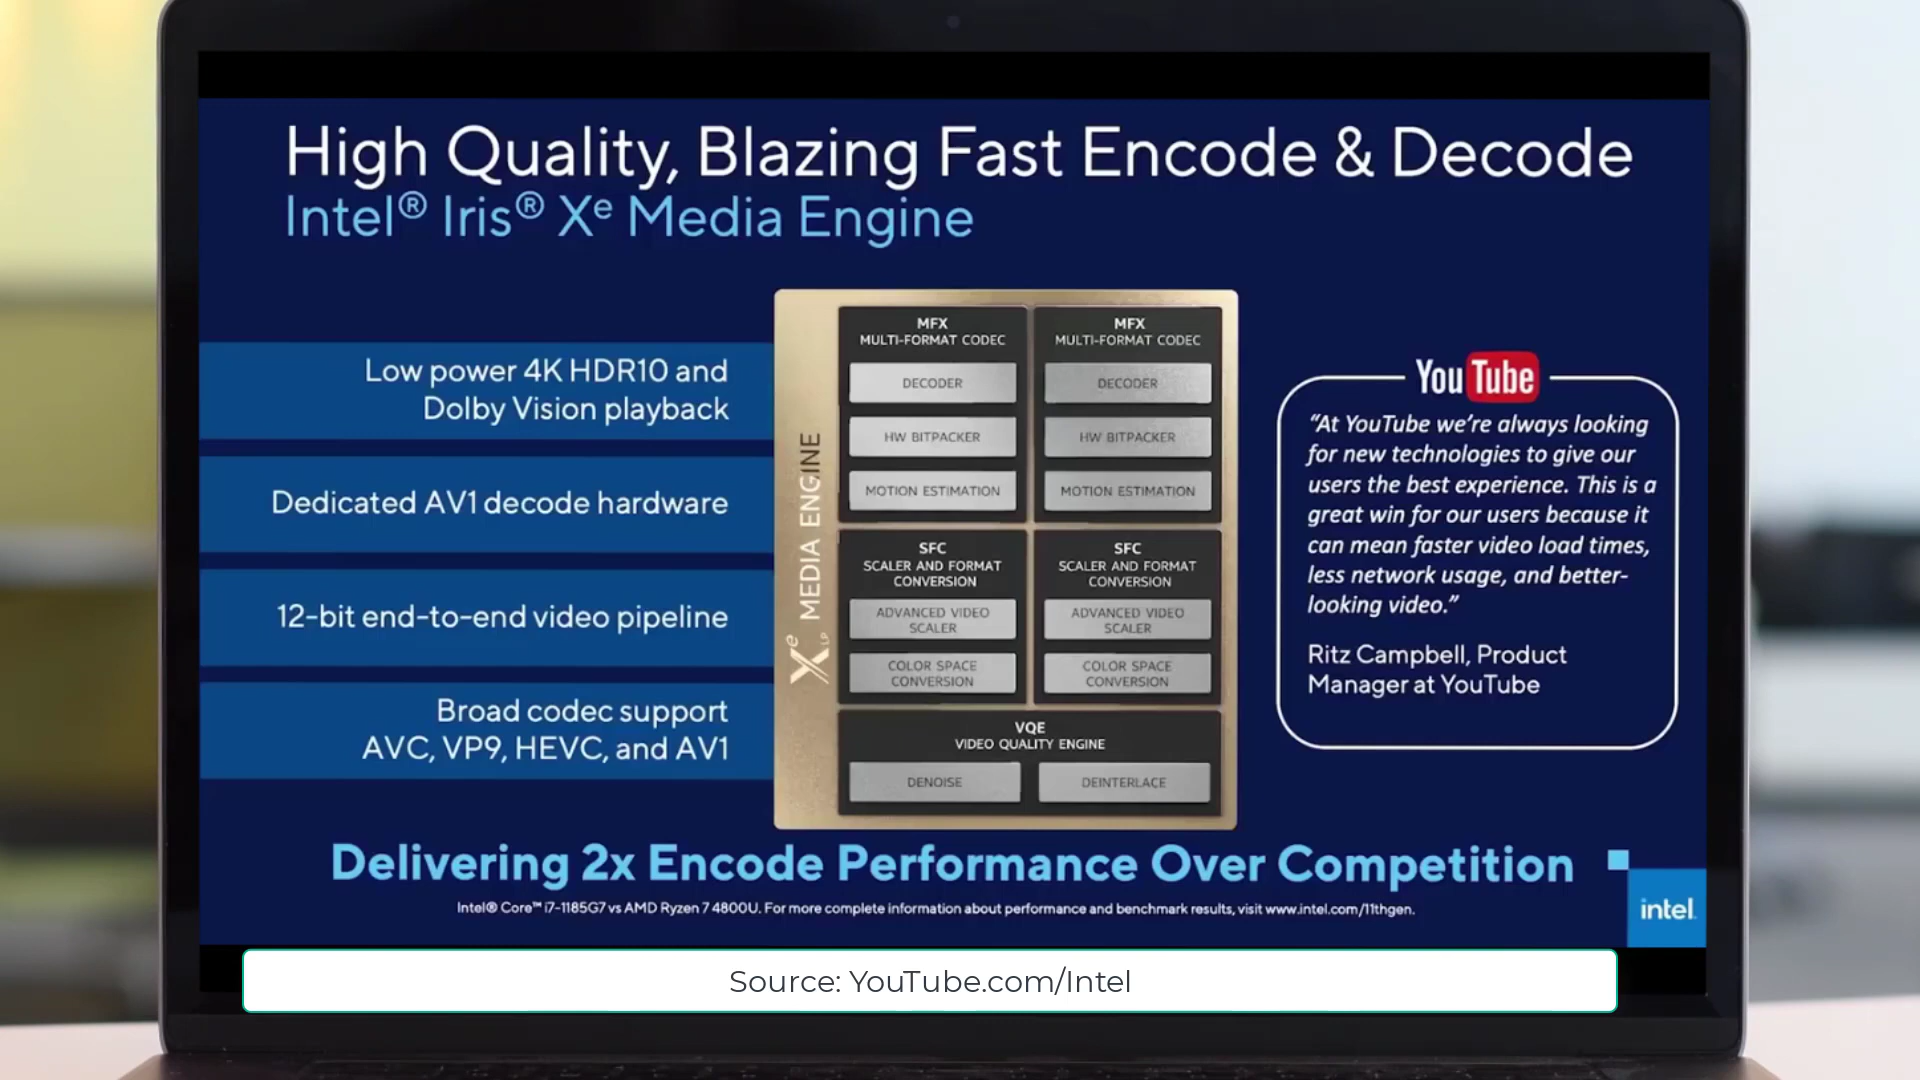 High Quality, Blazing Fast Encode & Decode
Intel® Iris® Xe Media Engine
Low power 4K HDR10 and
Dolby Vision playback
Dedicated AV1 decode hardware
12-bit end-to-end video pipeline
Broad codec support
AVC, VP9, HEVC, and AV1
Xe LP MEDIA ENGINE
MFX
MULTI-FORMAT CODEC
DECODER
HW BITPACKER
MOTION ESTIMATION
MFX
MULTI-FORMAT CODEC
DECODER
HW BITPACKER
MOTION ESTIMATION
SFC
SCALER AND FORMAT
CONVERSION
ADVANCED VIDEO
SCALER
COLOR SPACE
CONVERSION
SFC
SCALER AND FORMAT
CONVERSION
ADVANCED VIDEO
SCALER
COLOR SPACE
CONVERSION
VQE
VIDEO QUALITY ENGINE
DENOISE
DEINTERLACE
YouTube
“At YouTube we’re always looking
for new technologies to give our
users the best experience. This is a
great win for our users because it
can mean faster video load times,
less network usage, and better-
looking video.”
Ritz Campbell, Product
Manager at YouTube
Delivering 2x Encode Performance Over Competition
Intel® Core™ i7-1185G7 vs AMD Ryzen 7 4800U. For more complete information about performance and benchmark results, visit www.intel.com/11thgen.
intel.
Source: YouTube.com/Intel